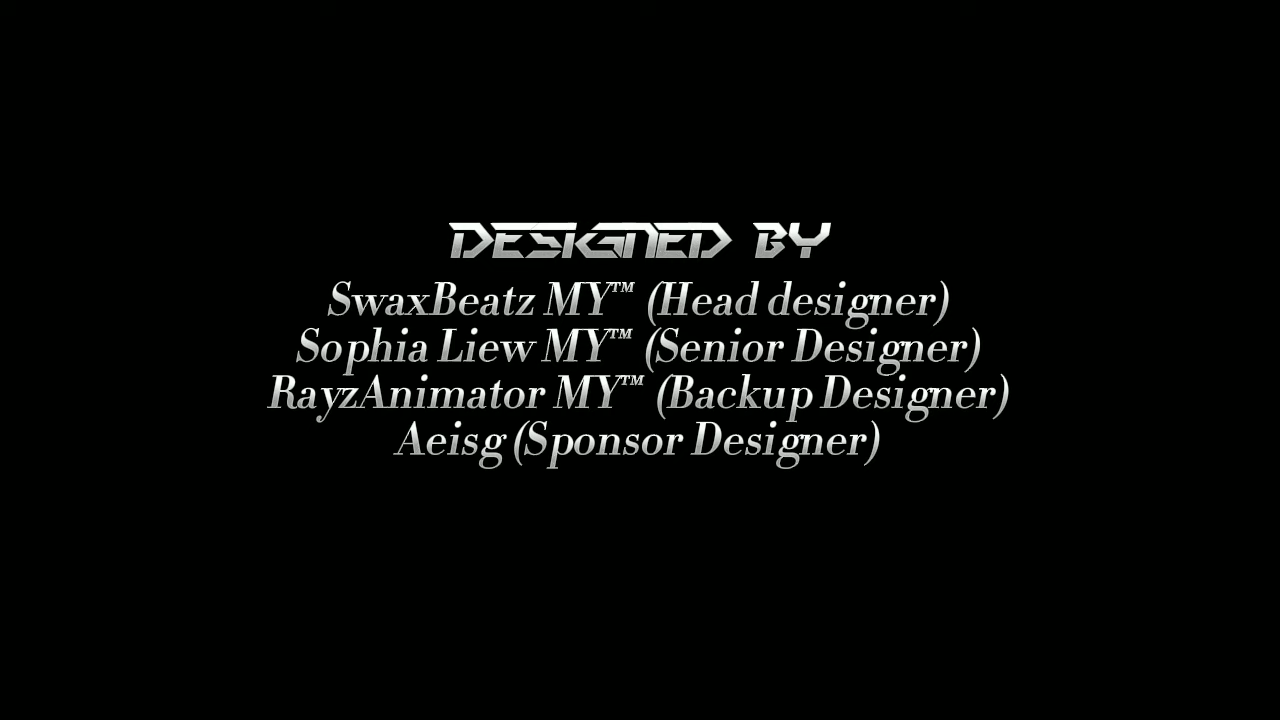 DESIGNED BY
SwaxBeatz MY™ (Head designer)
Sophia Liew MY™ (Senior Designer)
RayzAnimator MY™ (Backup Designer)
Aeisg (Sponsor Designer)